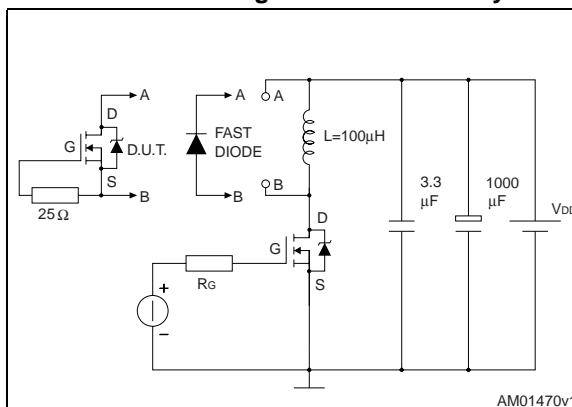 A
D
G
D.U.T.
S
B
25Ω
A
FAST
DIODE
B
A
L=100μH
B
D
G
S
RG
+
–
3.3
μF
1000
μF
VDD
AM01470v1